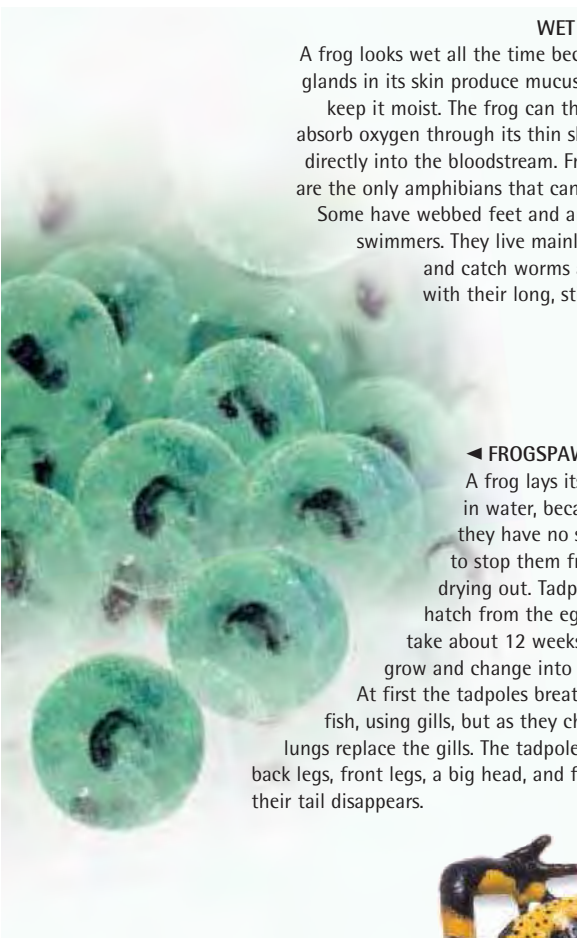 WET
A frog looks wet all the time bec
glands in its skin produce mucus
keep it moist. The frog can th
absorb oxygen through its thin sl
directly into the bloodstream. Fr
are the only amphibians that can
Some have webbed feet and a
swimmers. They live mainl
and catch worms
with their long, st
◄ FROGSPAW
A frog lays its
in water, beca
they have no s
to stop them fr
drying out. Tadp
hatch from the eg
take about 12 weeks
grow and change into
At first the tadpoles breat
fish, using gills, but as they ch
lungs replace the gills. The tadpole
back legs, front legs, a big head, and f
their tail disappears.